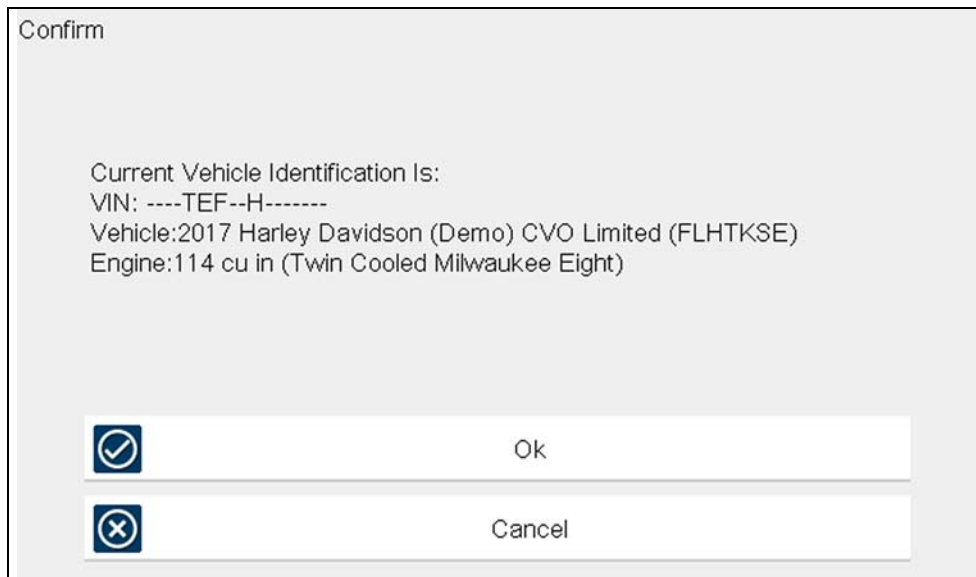 Confirm
Current Vehicle Identification Is:
VIN: ----TEF--H-------
Vehicle:2017 Harley Davidson (Demo) CVO Limited (FLHTKSE)
Engine:114 cu in (Twin Cooled Milwaukee Eight)
Ok
Cancel